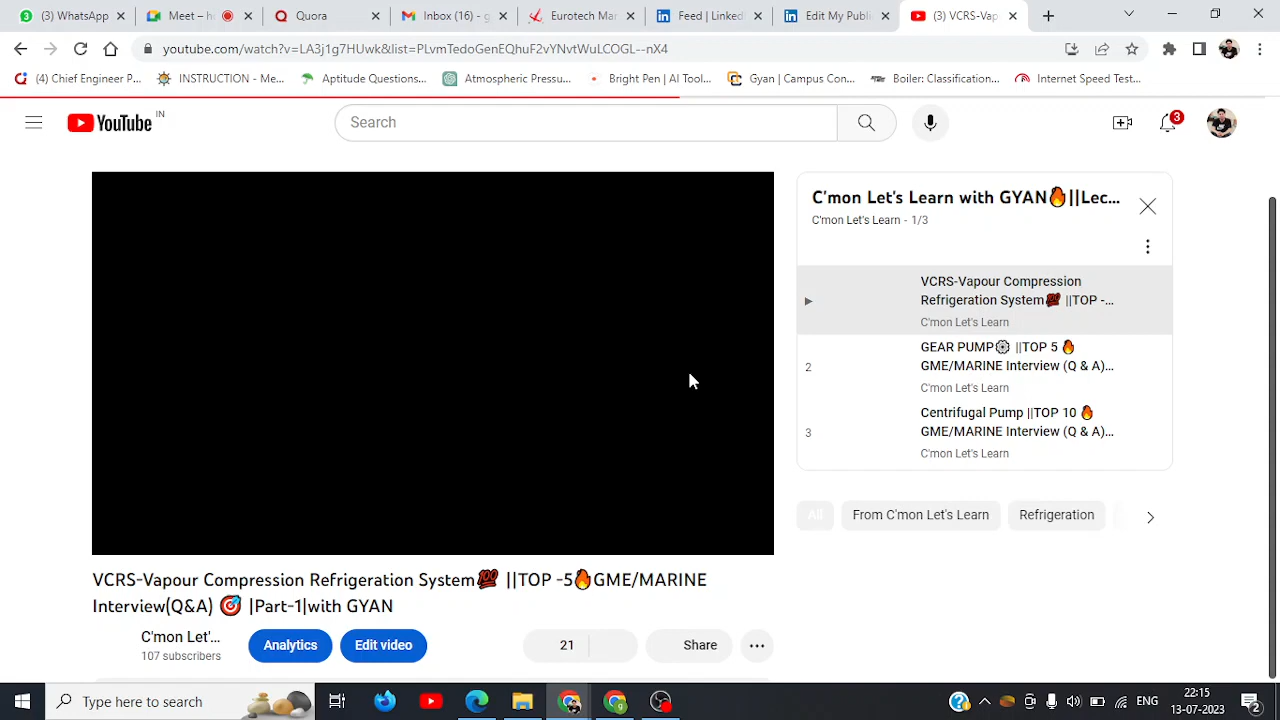 (3) WhatsApp
Meet –
Quora
Inbox (16) - g
Eurotech Mar
Feed | Linked
Edit My Publi
(3) VCRS-Vap
youtube.com/watch?v=LA3j1g7HUwk&list=PLvmTedoGenEQhuF2vYNvtWuLCOGL--nX4
(4) Chief Engineer P...
INSTRUCTION - Me...
Aptitude Questions...
Atmospheric Pressu...
Bright Pen | AI Tool...
Gyan | Campus Con...
Boiler: Classification...
Internet Speed Test...
YouTube IN
Search
3
C'mon Let's Learn with GYAN🔥||Lec...
C'mon Let's Learn - 1/3
VCRS-Vapour Compression
Refrigeration System💯 ||TOP -...
C'mon Let's Learn
2
GEAR PUMP⚙️ ||TOP 5 🔥
GME/MARINE Interview (Q & A)...
C'mon Let's Learn
3
Centrifugal Pump ||TOP 10 🔥
GME/MARINE Interview (Q & A)...
C'mon Let's Learn
All
From C'mon Let's Learn
Refrigeration
VCRS-Vapour Compression Refrigeration System💯 ||TOP -5🔥GME/MARINE
Interview(Q&A) 🎯 |Part-1|with GYAN
C'mon Let'...
107 subscribers
Analytics
Edit video
21
Share
Type here to search
ENG
22:15
13-07-2023
2